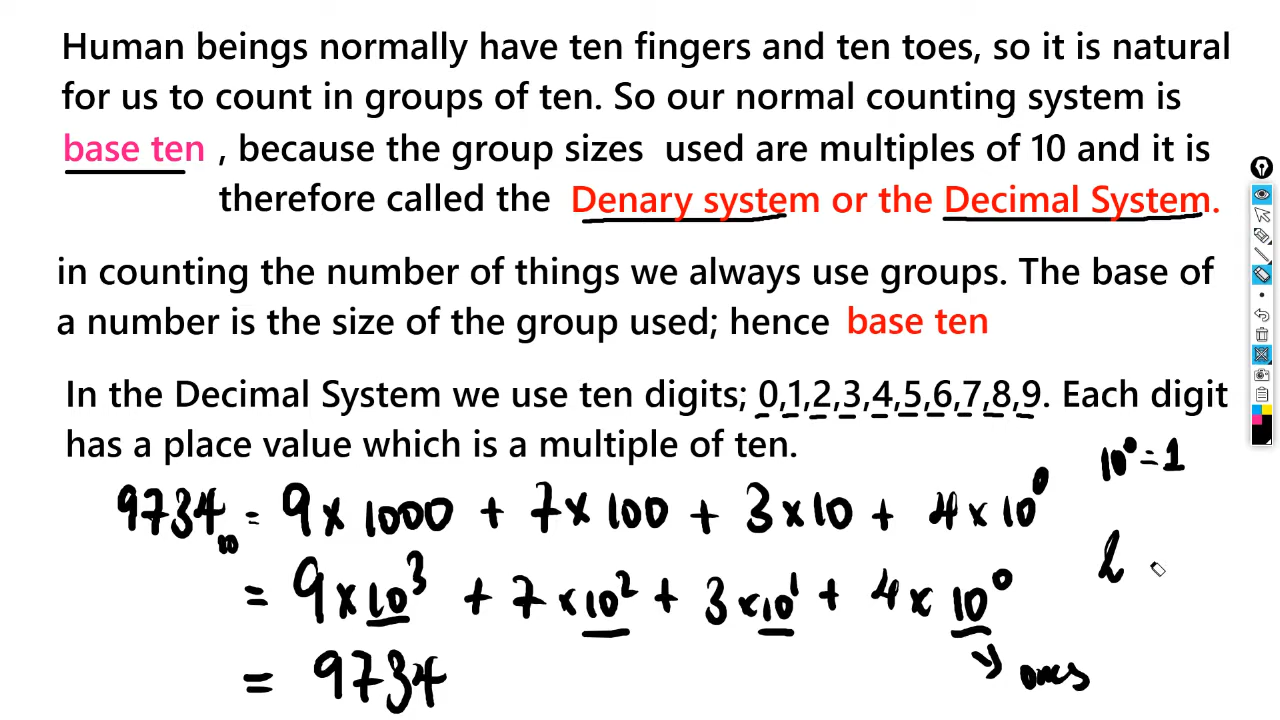 Human beings normally have ten fingers and ten toes, so it is natural
for us to count in groups of ten. So our normal counting system is
base ten , because the group sizes used are multiples of 10 and it is
therefore called the Denary system or the Decimal System.
in counting the number of things we always use groups. The base of
a number is the size of the group used; hence base ten
In the Decimal System we use ten digits; 0,1,2,3,4,5,6,7,8,9. Each digit
has a place value which is a multiple of ten.
10⁰ = 1
9734₁₀ = 9 × 1000 + 7 × 100 + 3 × 10 + 4 × 10⁰
= 9 × 10³ + 7 × 10² + 3 × 10¹ + 4 × 10⁰
ones
= 9734